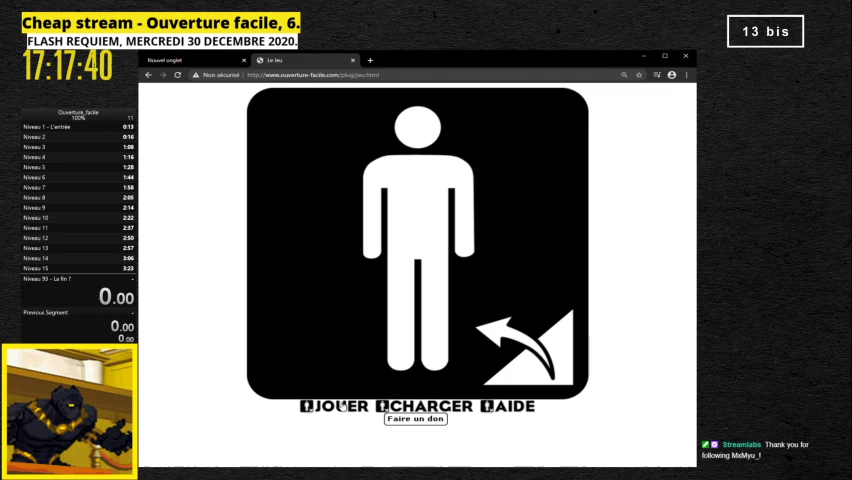 Cheap stream - Ouverture facile, 6.
FLASH REQUIEM, MERCREDI 30 DECEMBRE 2020.
17:17:40
13 bis
Nouvel onglet
Le Jeu
Non sécurisé
http://www.ouverture-facile.com/plug/jeu.html
Ouverture_facile
100% 11
Niveau 1 - L'entrée 0:13
Niveau 2 0:16
Niveau 3 1:08
Niveau 4 1:16
Niveau 5 1:28
Niveau 6 1:44
Niveau 7 1:58
Niveau 8 2:05
Niveau 9 2:14
Niveau 10 2:22
Niveau 11 2:37
Niveau 12 2:50
Niveau 13 2:57
Niveau 14 3:06
Niveau 15 3:23
Niveau 93 - La fin ? -
0.00
Previous Segment -
0.00
0.00
JOUER CHARGER AIDE
Faire un don
Streamlabs Thank you for
following MxMyu_!